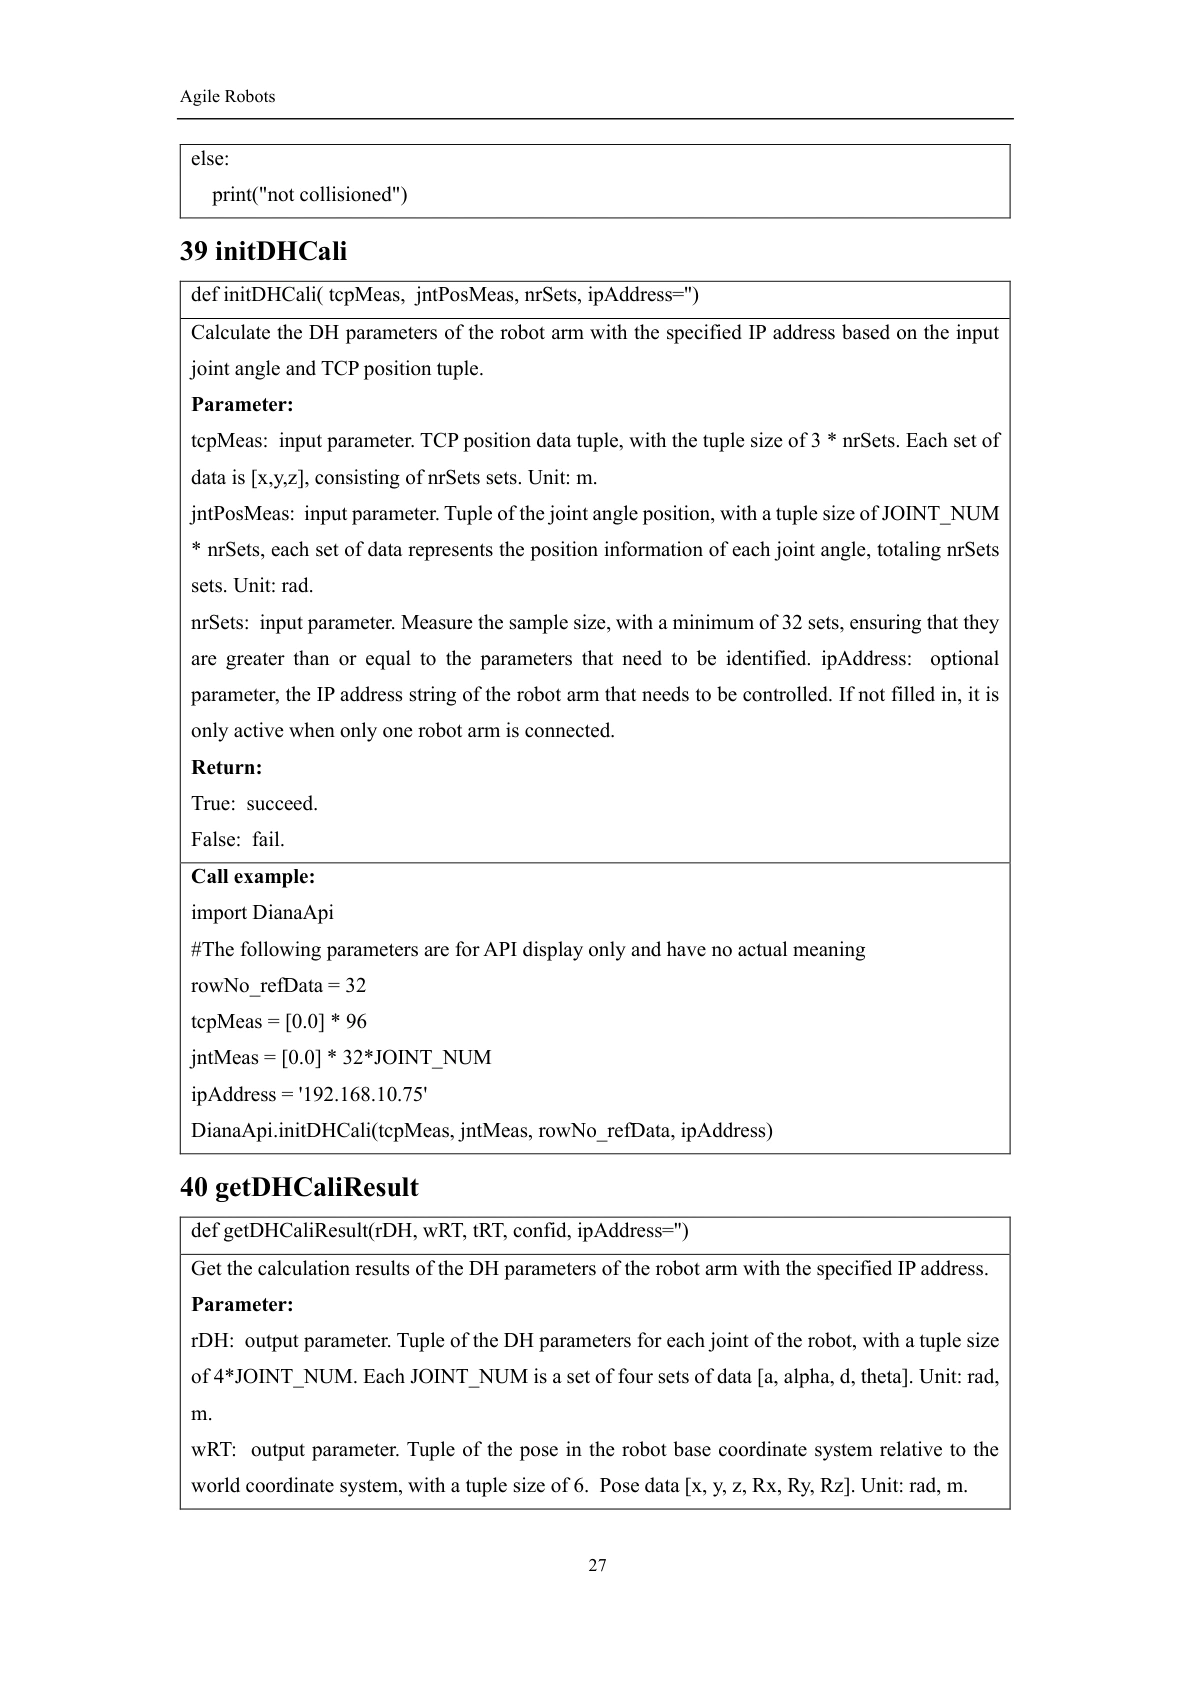 Agile Robots
else:
print("not collisioned")
39 initDHCali
def initDHCali( tcpMeas,  jntPosMeas, nrSets, ipAddress='')
Calculate the DH parameters of the robot arm with the specified IP address based on the input
joint angle and TCP position tuple.
Parameter:
tcpMeas:  input parameter. TCP position data tuple, with the tuple size of 3 * nrSets. Each set of
data is [x,y,z], consisting of nrSets sets. Unit: m.
jntPosMeas:  input parameter. Tuple of the joint angle position, with a tuple size of JOINT_NUM
* nrSets, each set of data represents the position information of each joint angle, totaling nrSets
sets. Unit: rad.
nrSets:  input parameter. Measure the sample size, with a minimum of 32 sets, ensuring that they
are greater than or equal to the parameters that need to be identified. ipAddress:  optional
parameter, the IP address string of the robot arm that needs to be controlled. If not filled in, it is
only active when only one robot arm is connected.
Return:
True:  succeed.
False:  fail.
Call example:
import DianaApi
#The following parameters are for API display only and have no actual meaning
rowNo_refData = 32
tcpMeas = [0.0] * 96
jntMeas = [0.0] * 32*JOINT_NUM
ipAddress = '192.168.10.75'
DianaApi.initDHCali(tcpMeas, jntMeas, rowNo_refData, ipAddress)
40 getDHCaliResult
def getDHCaliResult(rDH, wRT, tRT, confid, ipAddress='')
Get the calculation results of the DH parameters of the robot arm with the specified IP address.
Parameter:
rDH:  output parameter. Tuple of the DH parameters for each joint of the robot, with a tuple size
of 4*JOINT_NUM. Each JOINT_NUM is a set of four sets of data [a, alpha, d, theta]. Unit: rad,
m.
wRT:  output parameter. Tuple of the pose in the robot base coordinate system relative to the
world coordinate system, with a tuple size of 6.  Pose data [x, y, z, Rx, Ry, Rz]. Unit: rad, m.
27